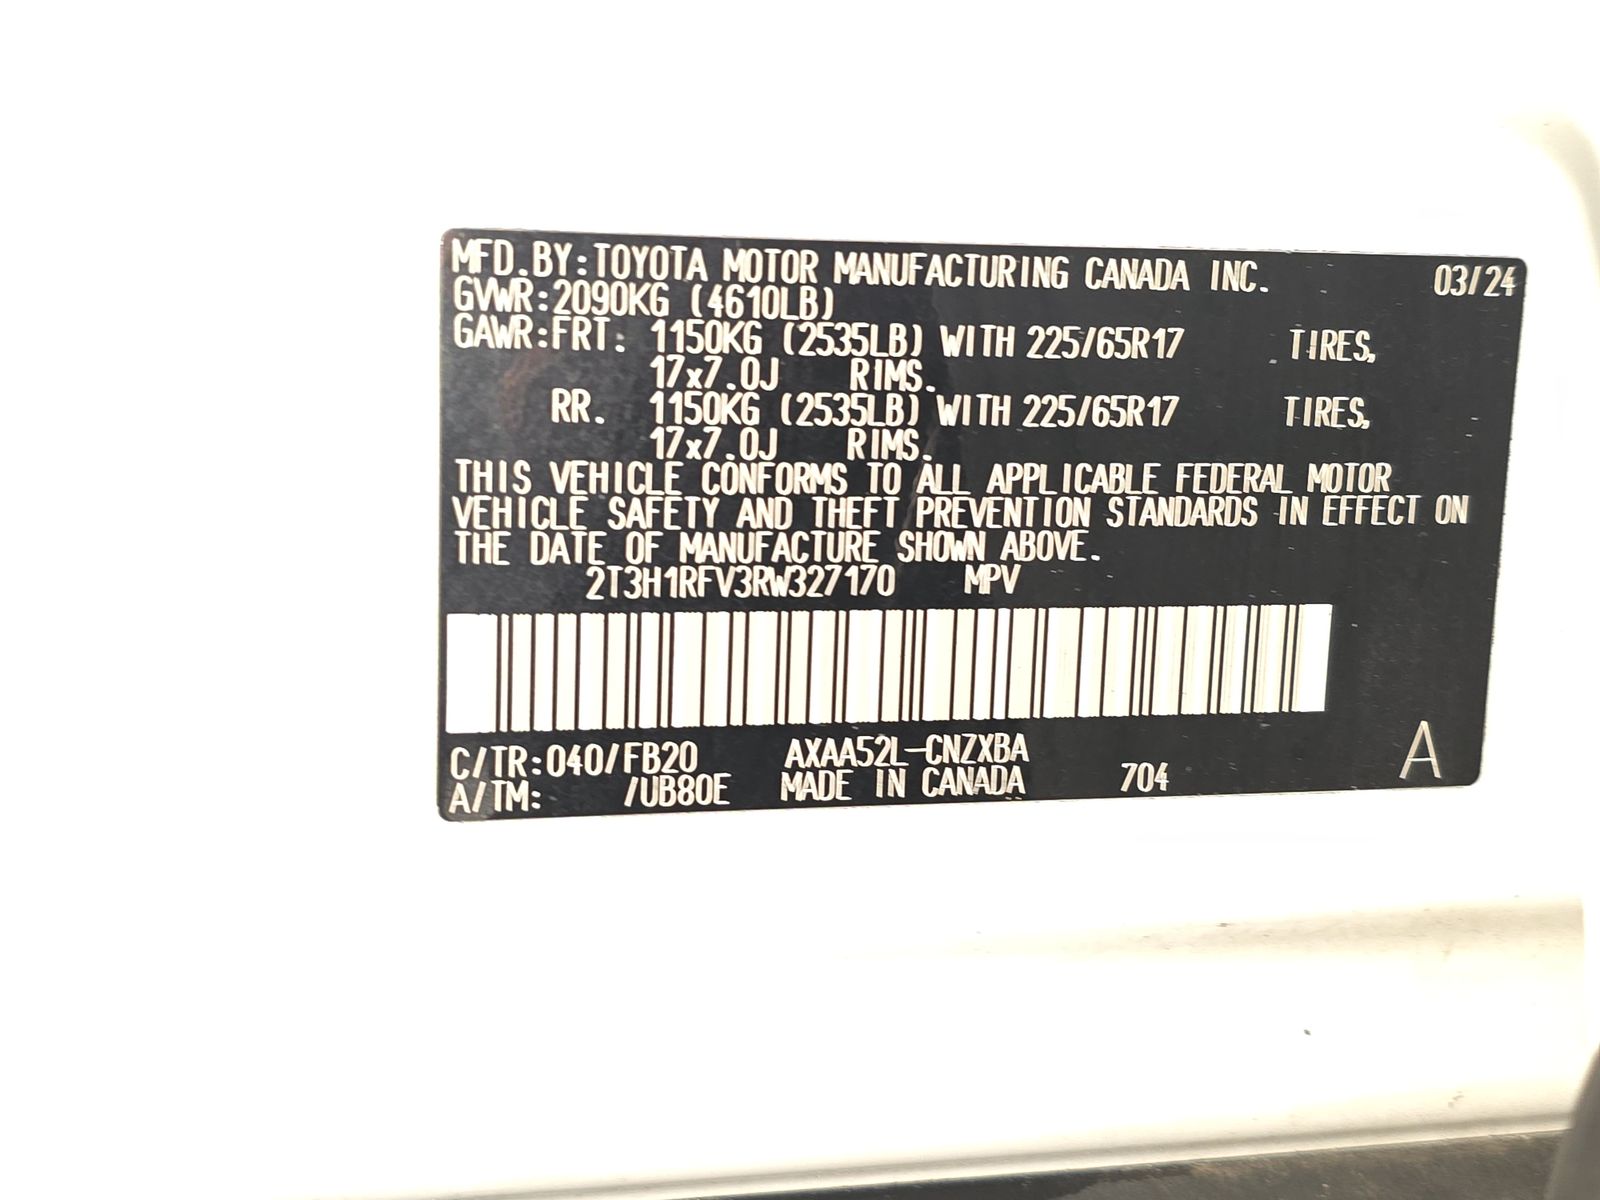 MFD.BY:TOYOTA MOTOR MANUFACTURING CANADA INC. 03/24
GVWR:2090KG (4610LB)
GAWR:FRT: 1150KG (2535LB) WITH 225/65R17 TIRES,
17x7.0J RIMS.
RR. 1150KG (2535LB) WITH 225/65R17 TIRES,
17x7.0J RIMS.
THIS VEHICLE CONFORMS TO ALL APPLICABLE FEDERAL MOTOR
VEHICLE SAFETY AND THEFT PREVENTION STANDARDS IN EFFECT ON
THE DATE OF MANUFACTURE SHOWN ABOVE.
2T3H1RFV3RW327170 MPV
C/TR:040/FB20 AXAA52L-CNZXBA A
A/TM: /UB80E MADE IN CANADA 704